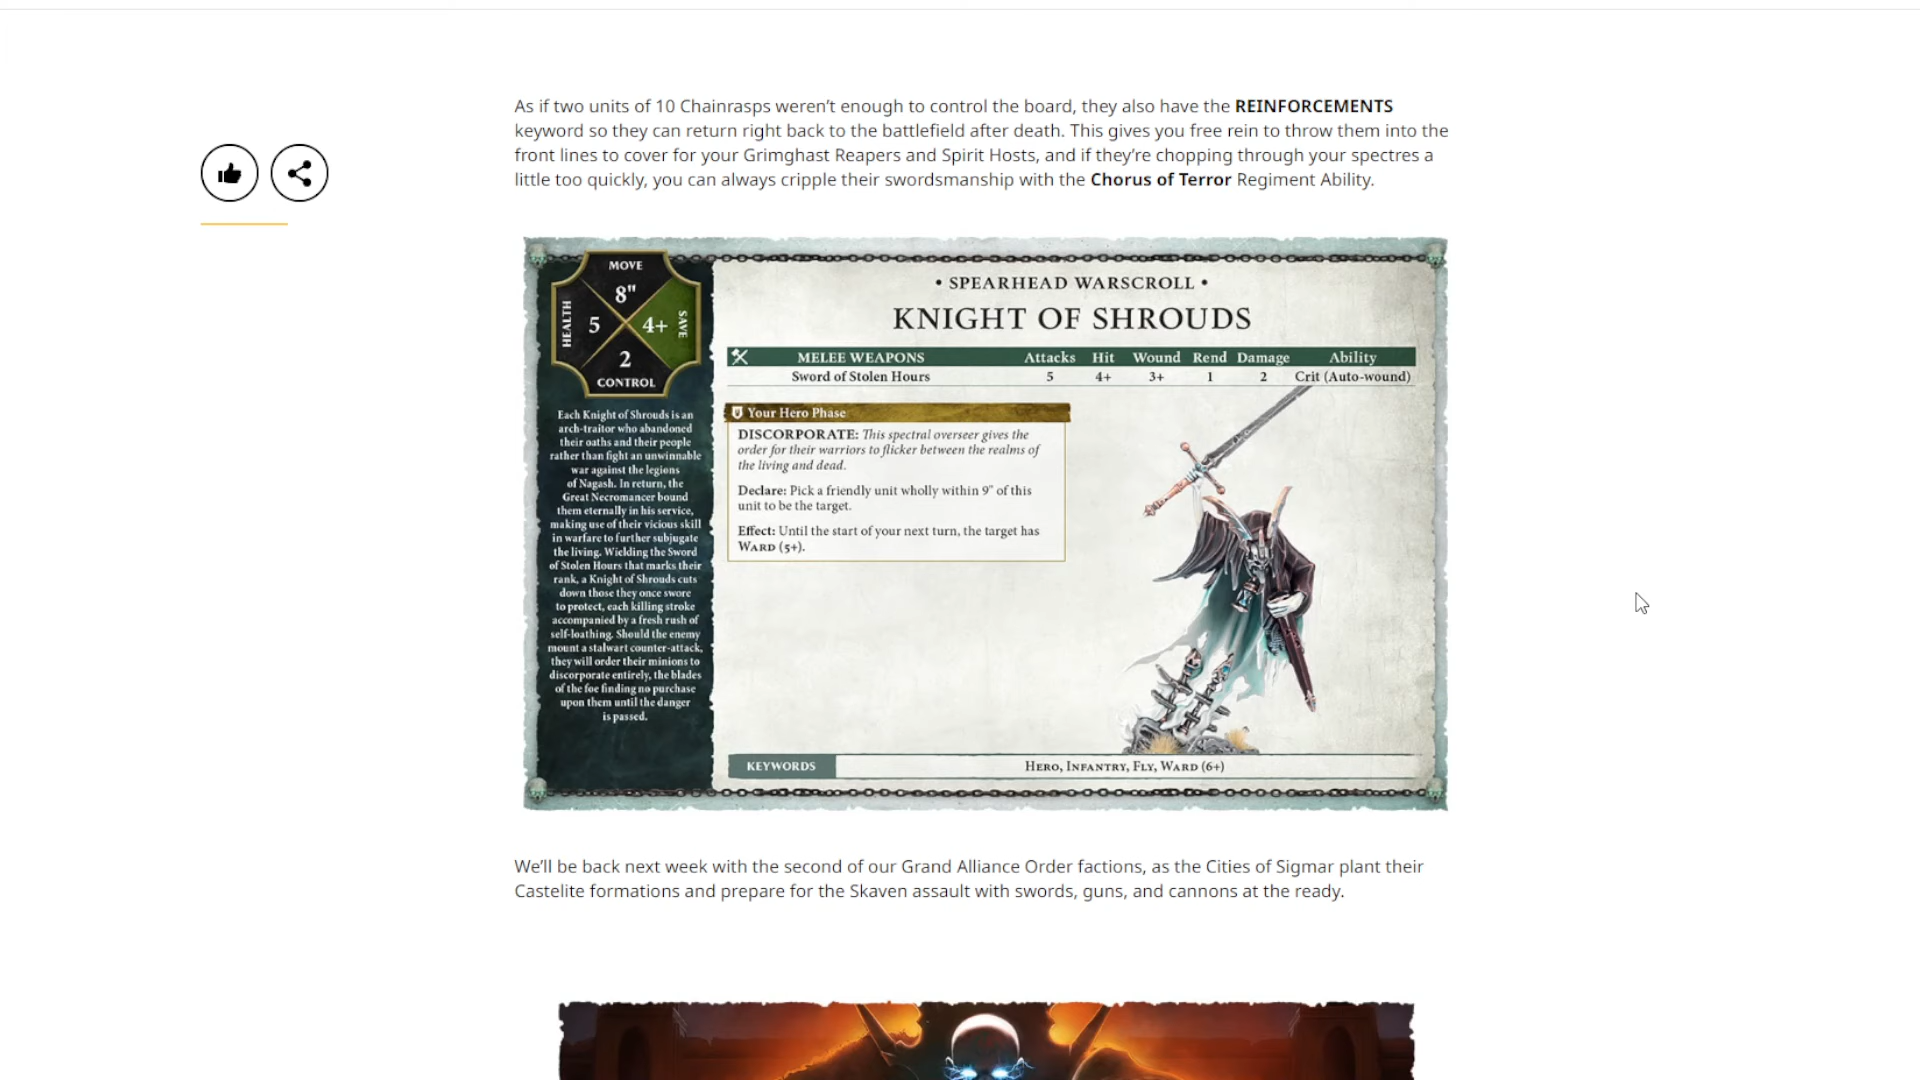 As if two units of 10 Chainrasps weren't enough to control the board, they also have the REINFORCEMENTS
keyword so they can return right back to the battlefield after death. This gives you free rein to throw them into the
front lines to cover for your Grimghast Reapers and Spirit Hosts, and if they're chopping through your spectres a
little too quickly, you can always cripple their swordsmanship with the Chorus of Terror Regiment Ability.
MOVE
8"
HEALTH
5
4+
SAVE
2
CONTROL
Each Knight of Shrouds is an
arch-traitor who abandoned
their oaths and their people
rather than fight an unwinnable
war against the legions
of Nagash. In return, the
Great Necromancer bound
them eternally in his service,
making use of their vicious skill
in warfare to further subjugate
the living. Wielding the Sword
of Stolen Hours that marks their
rank, a Knight of Shrouds cuts
down those they once swore
to protect, each killing stroke
accompanied by a fresh rush of
self-loathing. Should the enemy
mount a stalwart counter-attack,
they will order their minions to
discorporate entirely, the blades
of the foe finding no purchase
upon them until the danger
is passed.
• SPEARHEAD WARSCROLL •
KNIGHT OF SHROUDS
MELEE WEAPONS Attacks Hit Wound Rend Damage Ability
Sword of Stolen Hours 5 4+ 3+ 1 2 Crit (Auto-wound)
Your Hero Phase
DISCORPORATE: This spectral overseer gives the
order for their warriors to flicker between the realms of
the living and dead.
Declare: Pick a friendly unit wholly within 9" of this
unit to be the target.
Effect: Until the start of your next turn, the target has
WARD (5+).
KEYWORDS HERO, INFANTRY, FLY, WARD (6+)
We'll be back next week with the second of our Grand Alliance Order factions, as the Cities of Sigmar plant their
Castelite formations and prepare for the Skaven assault with swords, guns, and cannons at the ready.